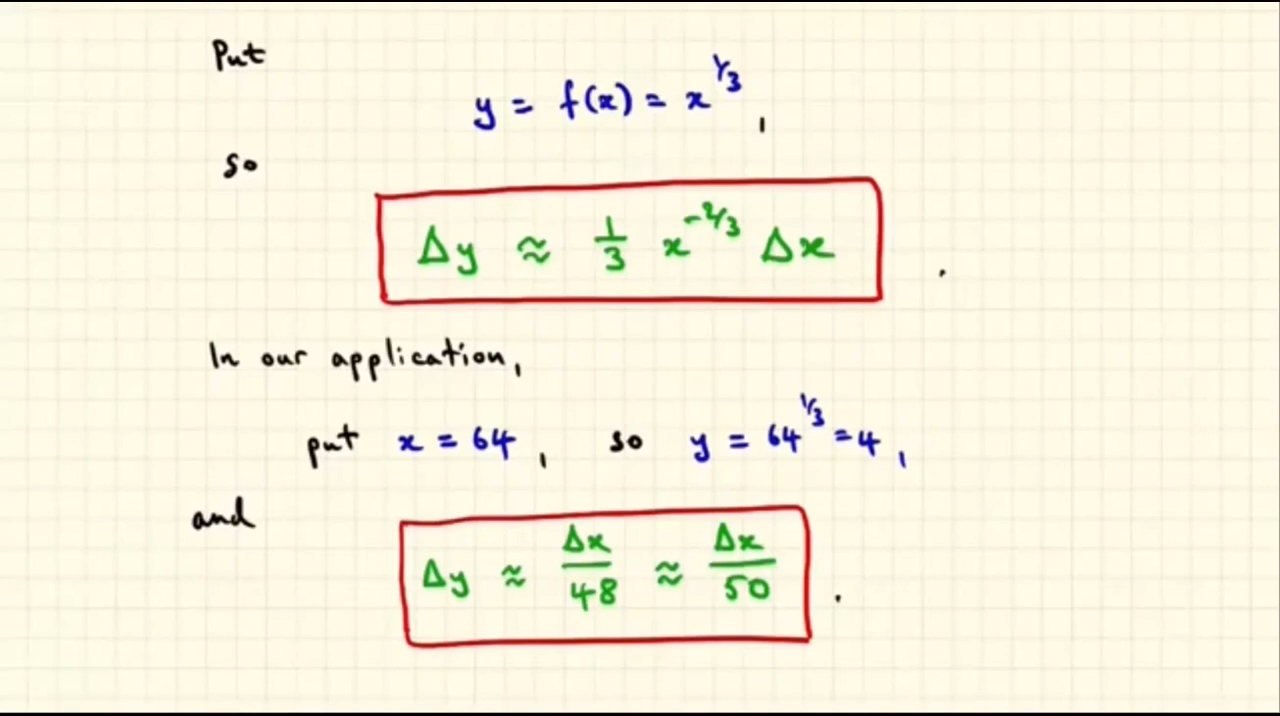 Put
y = f(x) = x^{1/3},
so
Δy ≈ 1/3 x^{-2/3} Δx.
In our application,
put x = 64, so y = 64^{1/3} = 4,
and
Δy ≈ Δx/48 ≈ Δx/50.